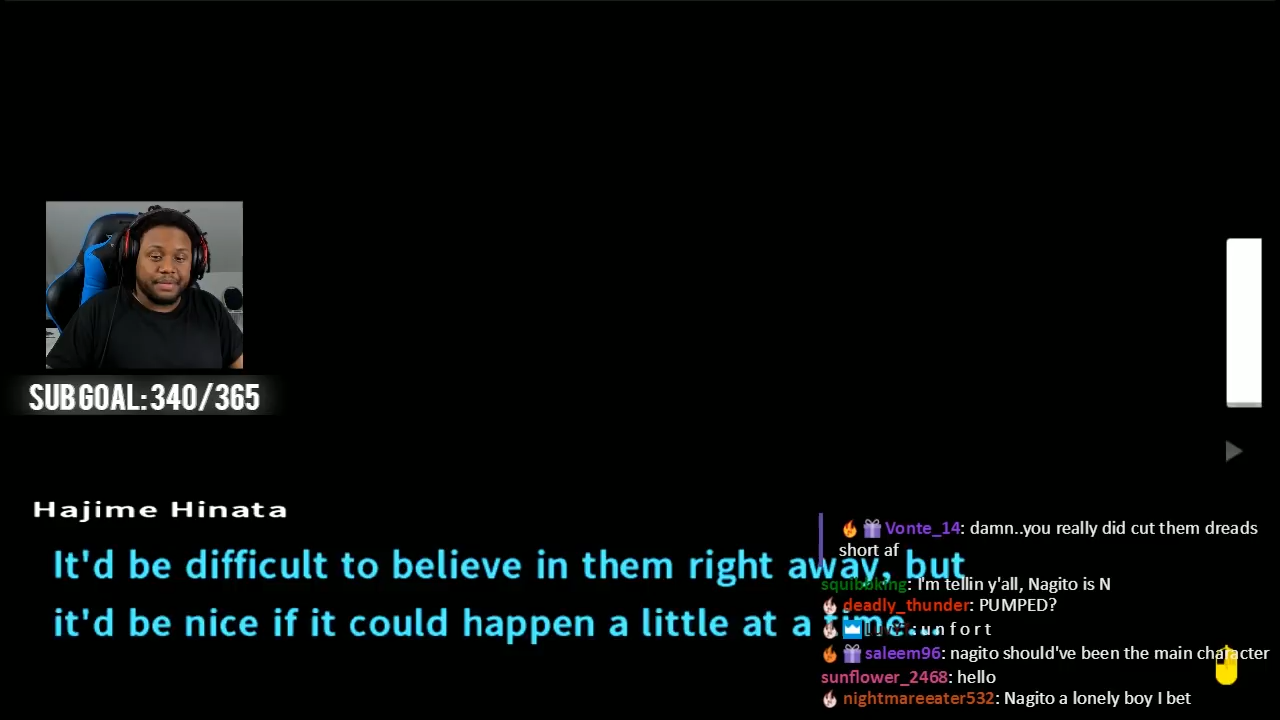 SUB GOAL: 340/365
Hajime Hinata
It'd be difficult to believe in them right away, but
it'd be nice if it could happen a little at a
Vonte_14: damn..you really did cut them dreads
short af
squibbking: I'm tellin y'all, Nagito is N
deadly_thunder: PUMPED?
: u n f o r t
saleem96: nagito should've been the main character
sunflower_2468: hello
nightmareeater532: Nagito a lonely boy I bet